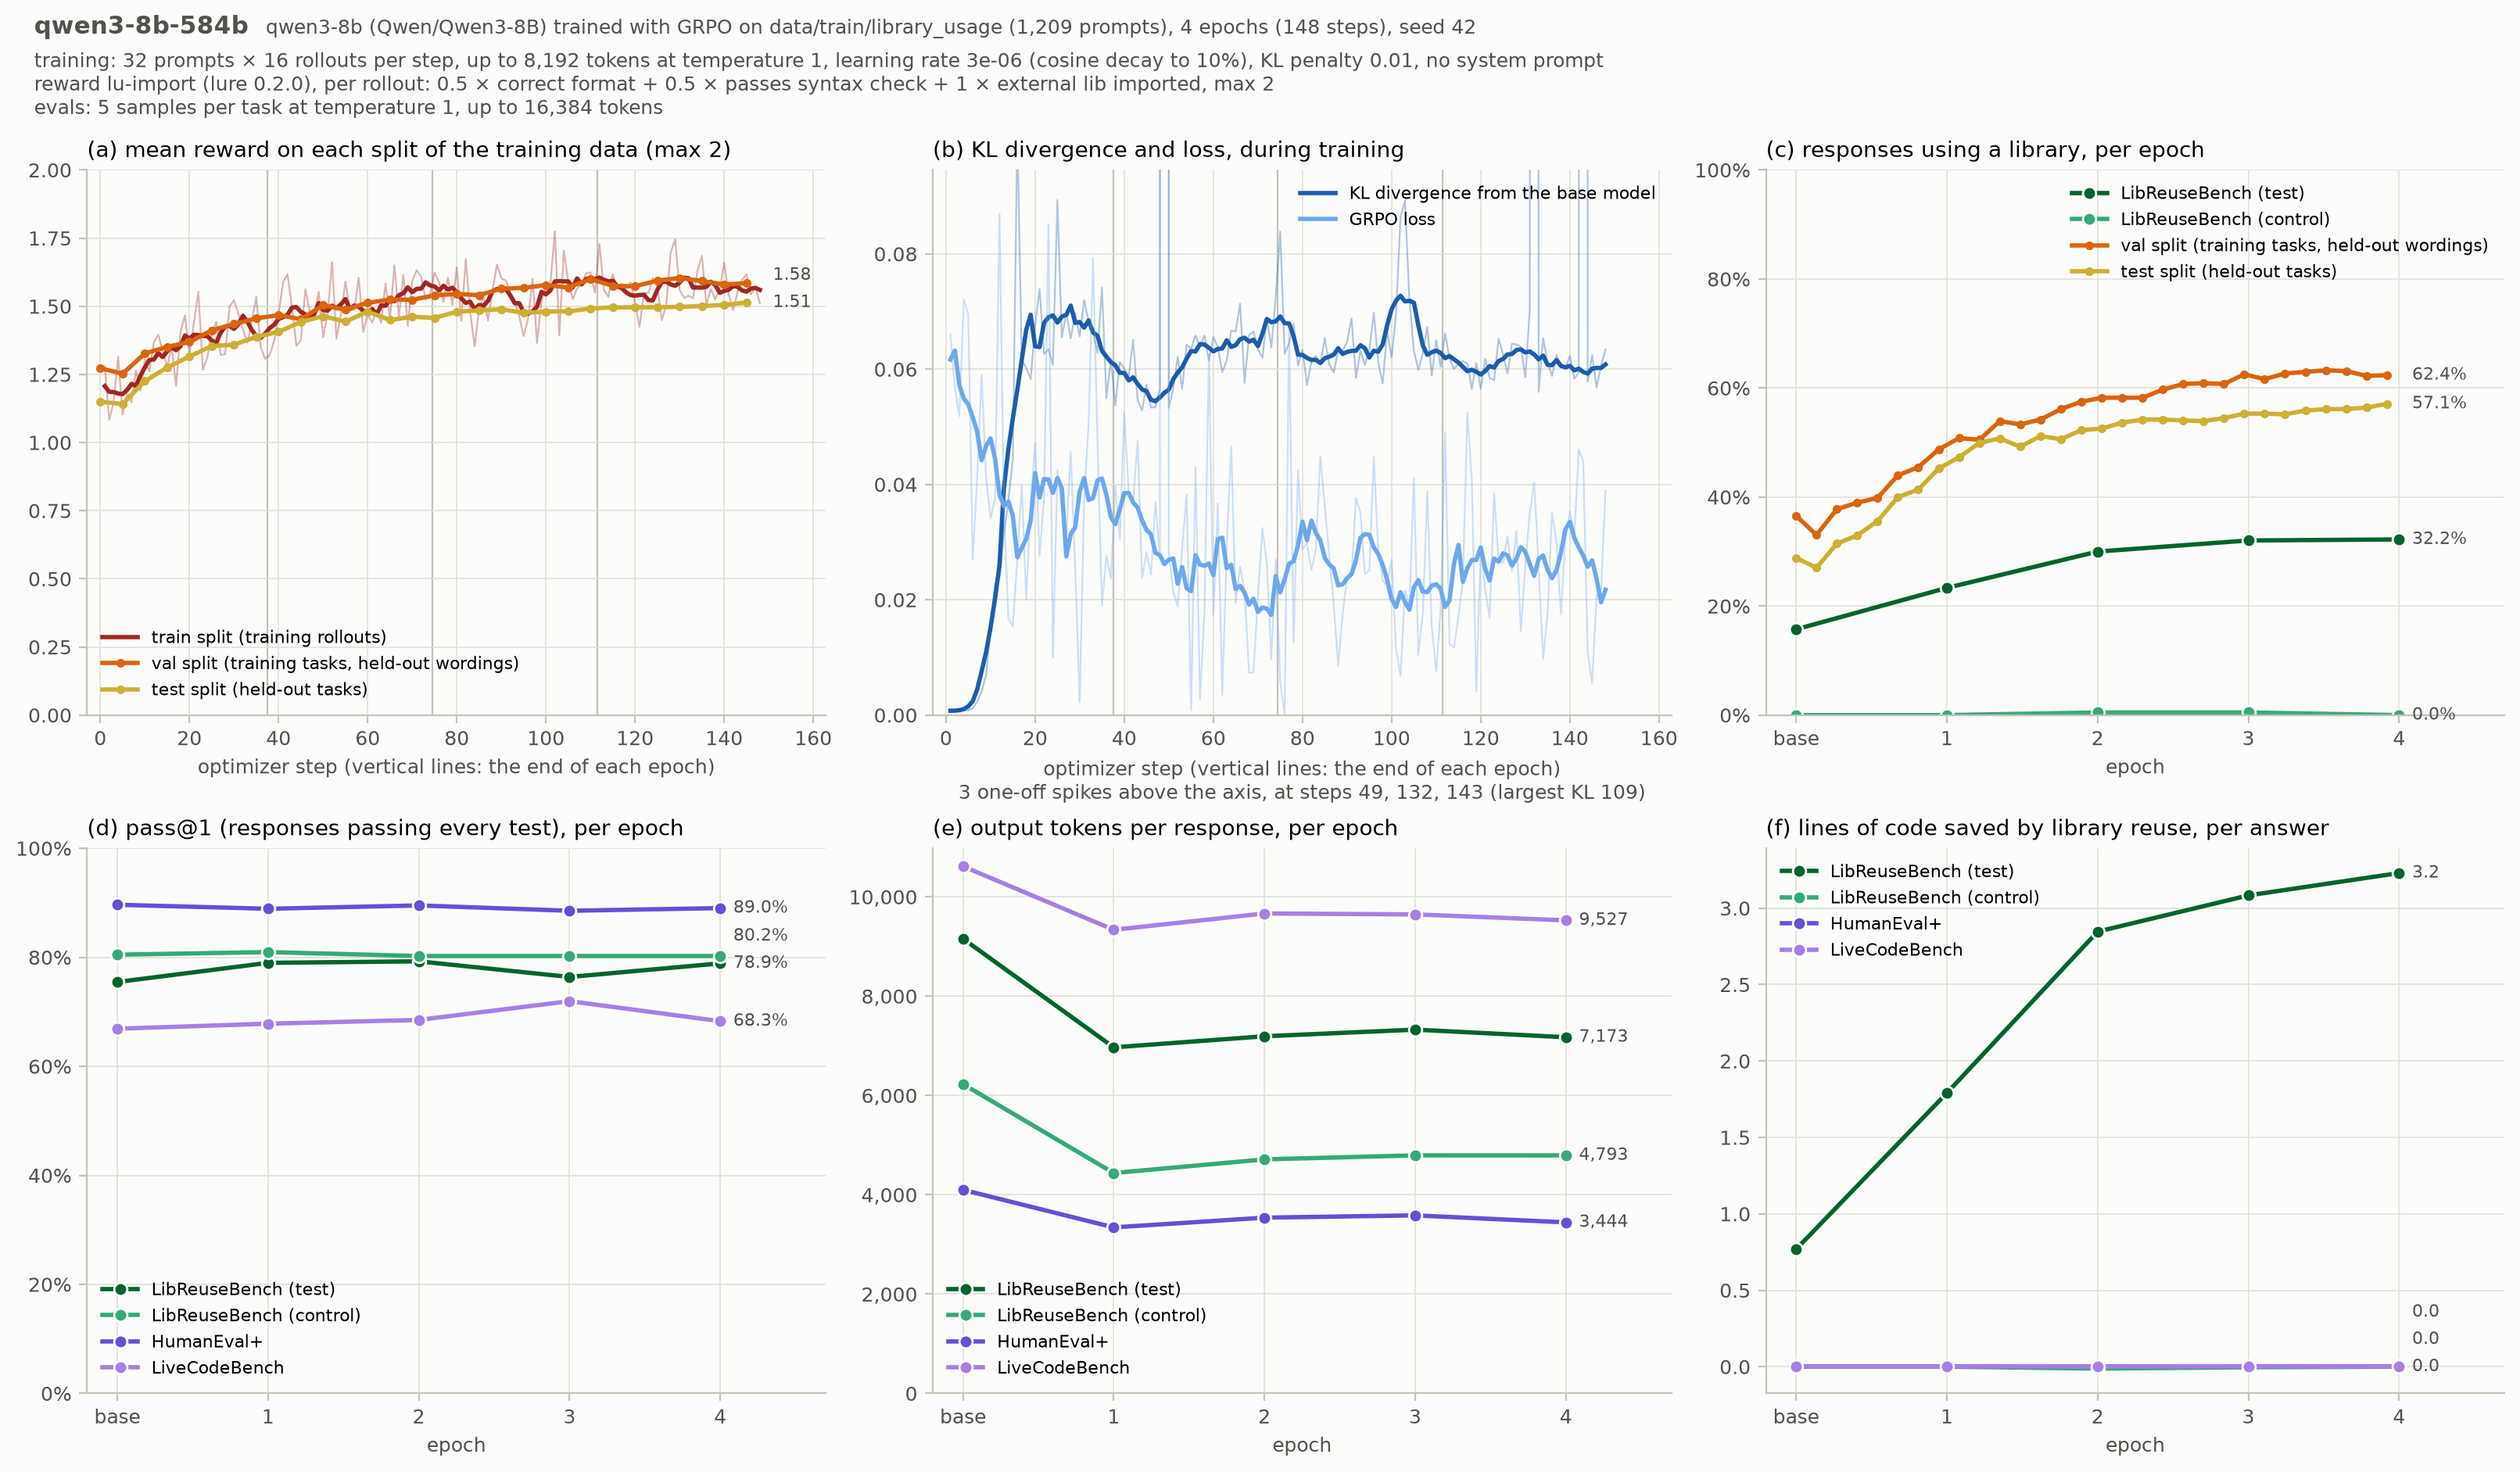 qwen3-8b-584b qwen3-8b (Qwen/Qwen3-8B) trained with GRPO on data/train/library_usage (1,209 prompts), 4 epochs (148 steps), seed 42
training: 32 prompts × 16 rollouts per step, up to 8,192 tokens at temperature 1, learning rate 3e-06 (cosine decay to 10%), KL penalty 0.01, no system prompt
reward lu-import (lure 0.2.0), per rollout: 0.5 × correct format + 0.5 × passes syntax check + 1 × external lib imported, max 2
evals: 5 samples per task at temperature 1, up to 16,384 tokens
(a) mean reward on each split of the training data (max 2)
2.00
1.75
1.50
1.25
1.00
0.75
0.50
0.25
0.00
1.58
1.51
train split (training rollouts)
val split (training tasks, held-out wordings)
test split (held-out tasks)
0 20 40 60 80 100 120 140 160
optimizer step (vertical lines: the end of each epoch)
(b) KL divergence and loss, during training
KL divergence from the base model
GRPO loss
0.08
0.06
0.04
0.02
0.00
0 20 40 60 80 100 120 140 160
optimizer step (vertical lines: the end of each epoch)
3 one-off spikes above the axis, at steps 49, 132, 143 (largest KL 109)
(c) responses using a library, per epoch
100%
80%
60%
40%
20%
0%
LibReuseBench (test)
LibReuseBench (control)
val split (training tasks, held-out wordings)
test split (held-out tasks)
62.4%
57.1%
32.2%
0.0%
base 1 2 3 4
epoch
(d) pass@1 (responses passing every test), per epoch
100%
80%
60%
40%
20%
0%
89.0%
80.2%
78.9%
68.3%
LibReuseBench (test)
LibReuseBench (control)
HumanEval+
LiveCodeBench
base 1 2 3 4
epoch
(e) output tokens per response, per epoch
10,000
8,000
6,000
4,000
2,000
0
9,527
7,173
4,793
3,444
LibReuseBench (test)
LibReuseBench (control)
HumanEval+
LiveCodeBench
base 1 2 3 4
epoch
(f) lines of code saved by library reuse, per answer
LibReuseBench (test)
LibReuseBench (control)
HumanEval+
LiveCodeBench
3.0
2.5
2.0
1.5
1.0
0.5
0.0
3.2
0.0
0.0
0.0
base 1 2 3 4
epoch